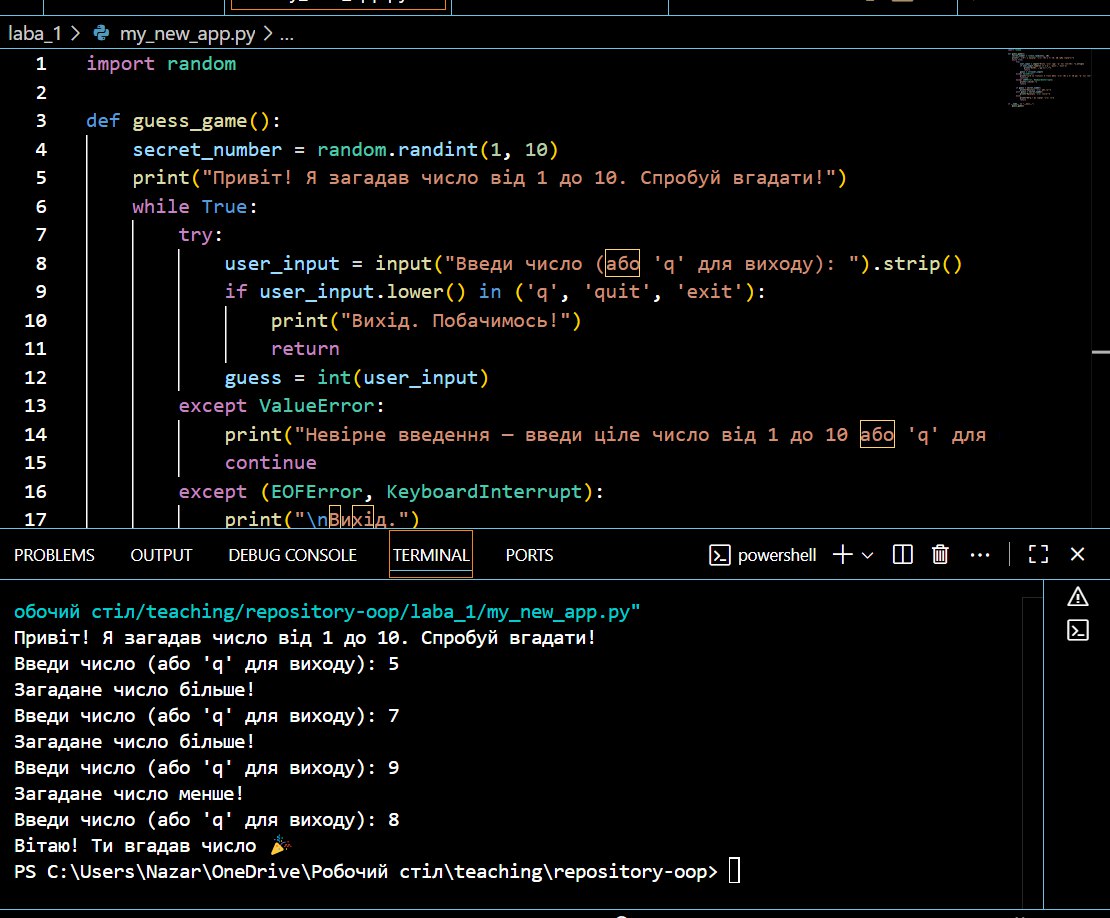 laba_1 > my_new_app.py > ...
1 import random
2
3 def guess_game():
4 secret_number = random.randint(1, 10)
5 print("Привіт! Я загадав число від 1 до 10. Спробуй вгадати!")
6 while True:
7 try:
8 user_input = input("Введи число (або 'q' для виходу): ").strip()
9 if user_input.lower() in ('q', 'quit', 'exit'):
10 print("Вихід. Побачимось!")
11 return
12 guess = int(user_input)
13 except ValueError:
14 print("Невірне введення — введи ціле число від 1 до 10 або 'q' для
15 continue
16 except (EOFError, KeyboardInterrupt):
17 print("\nВихід.")
PROBLEMS OUTPUT DEBUG CONSOLE TERMINAL PORTS powershell
обочий стіл/teaching/repository-oop/laba_1/my_new_app.py"
Привіт! Я загадав число від 1 до 10. Спробуй вгадати!
Введи число (або 'q' для виходу): 5
Загадане число більше!
Введи число (або 'q' для виходу): 7
Загадане число більше!
Введи число (або 'q' для виходу): 9
Загадане число менше!
Введи число (або 'q' для виходу): 8
Вітаю! Ти вгадав число 🎉
PS C:\Users\Nazar\OneDrive\Робочий стіл\teaching\repository-oop>